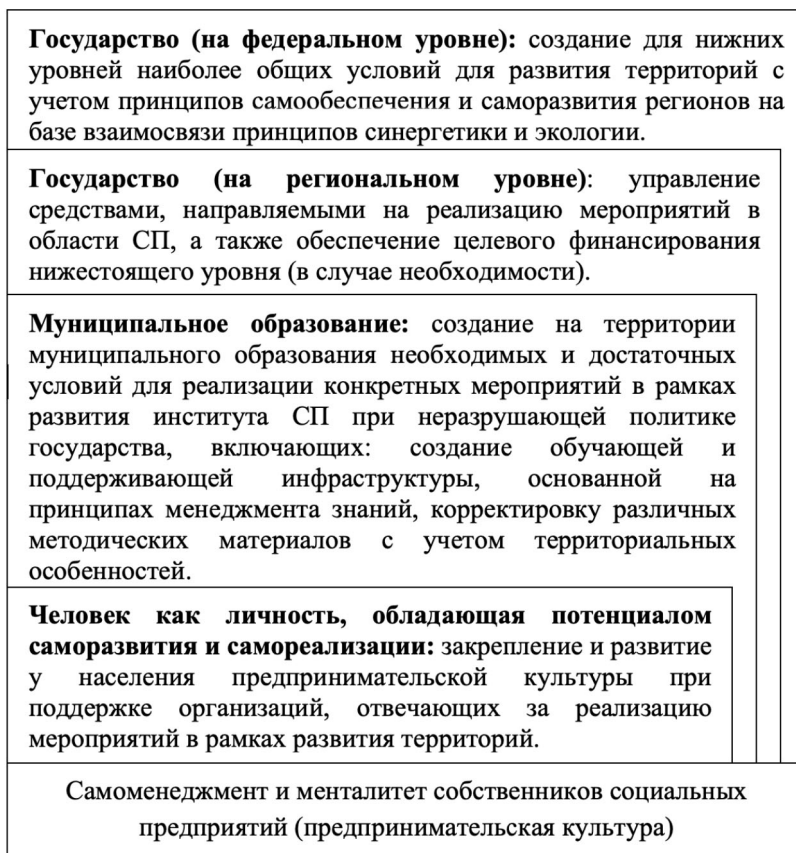 Государство (на федеральном уровне): создание для нижних
уровней наиболее общих условий для развития территорий с
учетом принципов самообеспечения и саморазвития регионов на
базе взаимосвязи принципов синергетики и экологии.
Государство (на региональном уровне): управление
средствами, направляемыми на реализацию мероприятий в
области СП, а также обеспечение целевого финансирования
нижестоящего уровня (в случае необходимости).
Муниципальное образование: создание на территории
муниципального образования необходимых и достаточных
условий для реализации конкретных мероприятий в рамках
развития института СП при неразрушающей политике
государства, включающих: создание обучающей и
поддерживающей инфраструктуры, основанной на
принципах менеджмента знаний, корректировку различных
методических материалов с учетом территориальных
особенностей.
Человек как личность, обладающая потенциалом
саморазвития и самореализации: закрепление и развитие
у населения предпринимательской культуры при
поддержке организаций, отвечающих за реализацию
мероприятий в рамках развития территорий.
Самоменеджмент и менталитет собственников социальных
предприятий (предпринимательская культура)